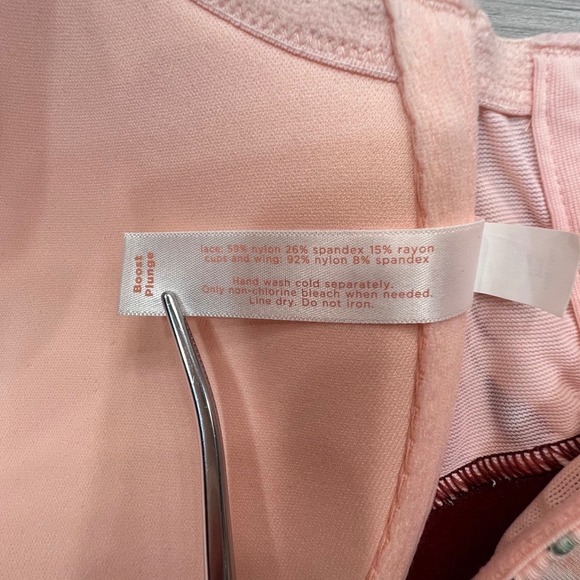 Boost
Plunge
lace: 59% nylon 26% spandex 15% rayon
cups and wing: 92% nylon 8% spandex
Hand wash cold separately.
Only non-chlorine bleach when needed.
Line dry. Do not iron.